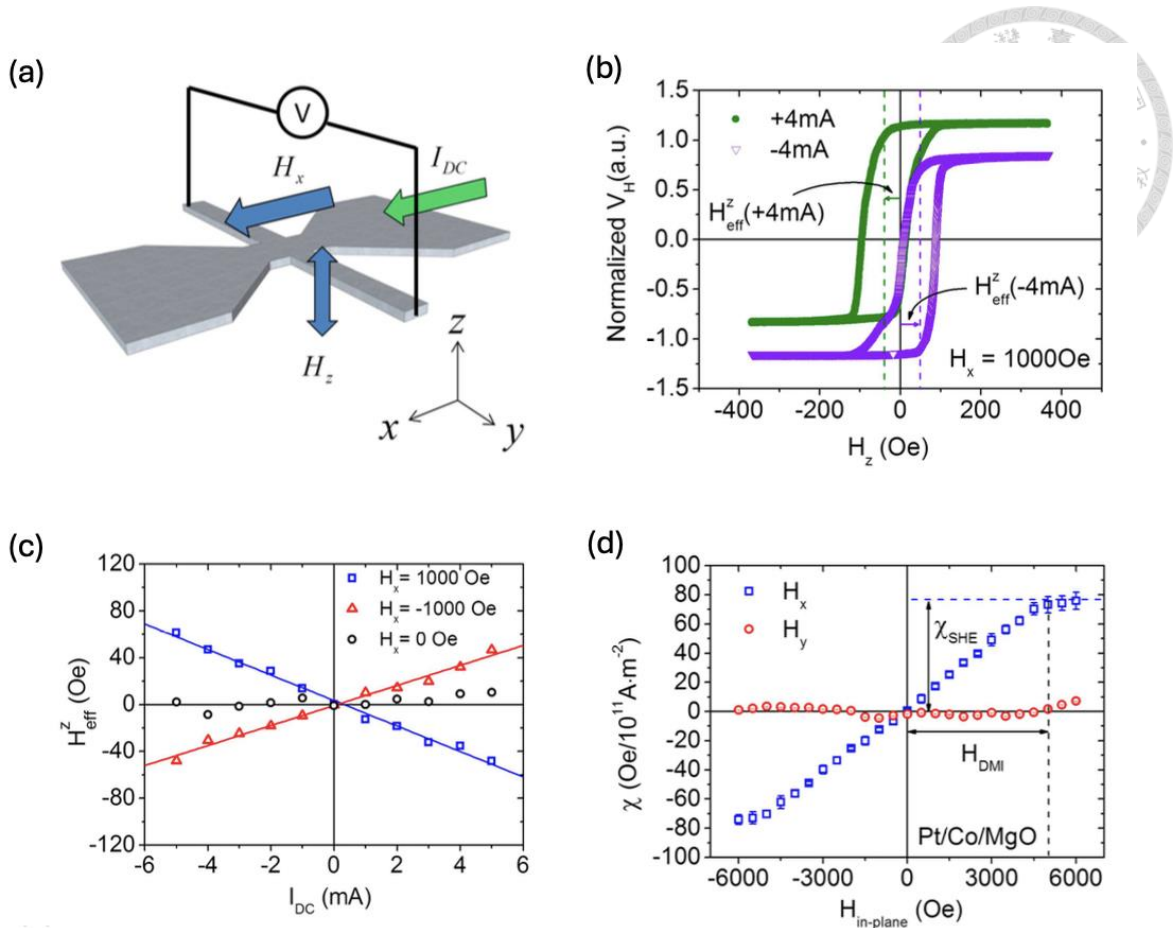 (a)
V
H_x
I_DC
H_z
z
x
y
(b)
Normalized V_H(a.u.)
1.5
1.0
0.5
0.0
-0.5
-1.0
-1.5
+4mA
-4mA
H^z_eff(+4mA)
H^z_eff(-4mA)
H_x = 1000Oe
-400 -200 0 200 400
H_z (Oe)
(c)
H^z_eff (Oe)
120
80
40
0
-40
-80
-120
H_x= 1000 Oe
H_x= -1000 Oe
H_x= 0 Oe
-6 -4 -2 0 2 4 6
I_DC (mA)
(d)
χ (Oe/10^11 A·m^-2)
100
80
60
40
20
0
-20
-40
-60
-80
-100
H_x
H_y
χ_SHE
H_DMI
Pt/Co/MgO
-6000 -3000 0 3000 6000
H_in-plane (Oe)